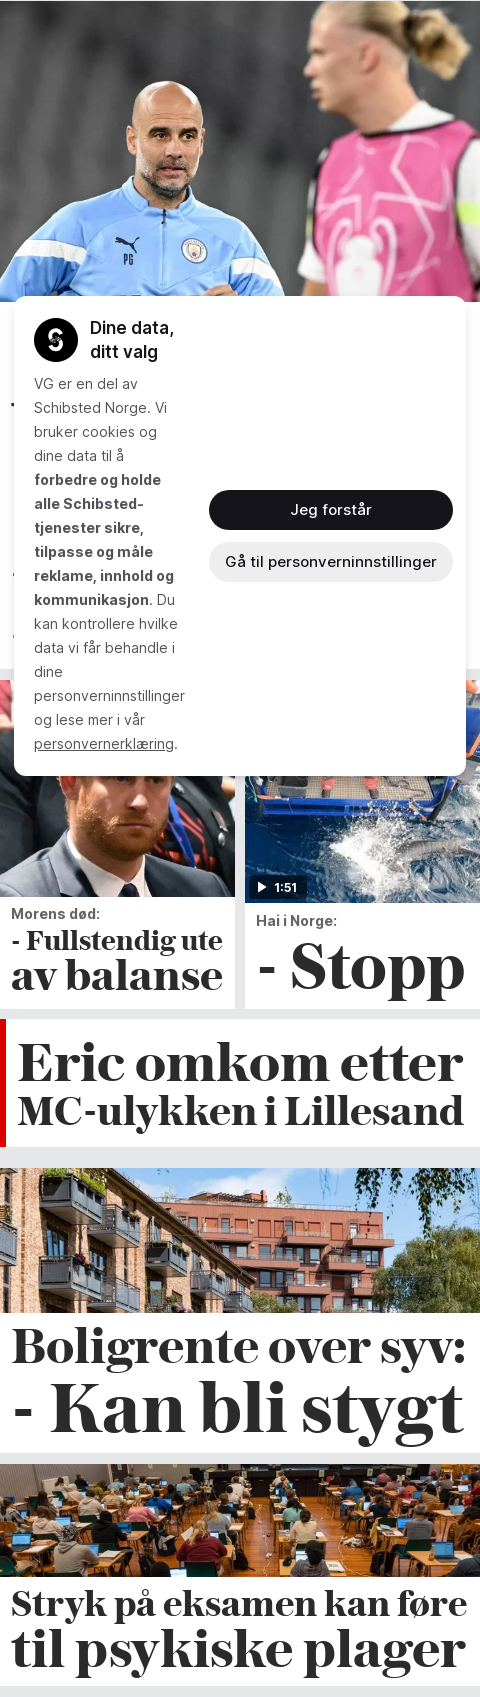 PG
Dine data,
ditt valg
VG er en del av
Schibsted Norge. Vi
bruker cookies og
dine data til å
forbedre og holde
alle Schibsted-
tjenester sikre,
tilpasse og måle
reklame, innhold og
kommunikasjon. Du
kan kontrollere hvilke
data vi får behandle i
dine
personverninnstillinger
og lese mer i vår
personvernerklæring.
Jeg forstår
Gå til personverninnstillinger
Morens død:
- Fullstendig ute
av balanse
1:51
Hai i Norge:
- Stopp
Eric omkom etter
MC-ulykken i Lillesand
Boligrente over syv:
- Kan bli stygt
Stryk på eksamen kan føre
til psykiske plager